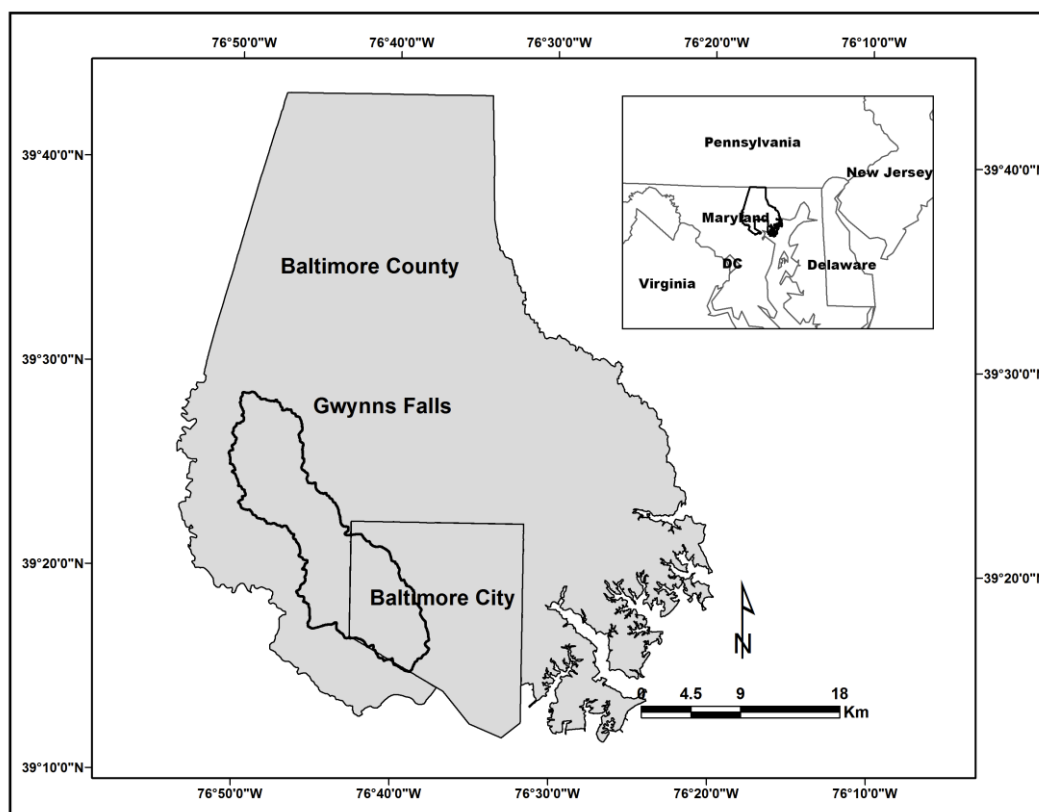 76°50'0"W 76°40'0"W 76°30'0"W 76°20'0"W 76°10'0"W
39°40'0"N
39°30'0"N
39°20'0"N
39°10'0"N
Baltimore County
Gwynns Falls
Baltimore City
Pennsylvania
New Jersey
Maryland
DC
Delaware
Virginia
39°40'0"N
39°30'0"N
39°20'0"N
N
0 4.5 9 18
Km
76°50'0"W 76°40'0"W 76°30'0"W 76°20'0"W 76°10'0"W